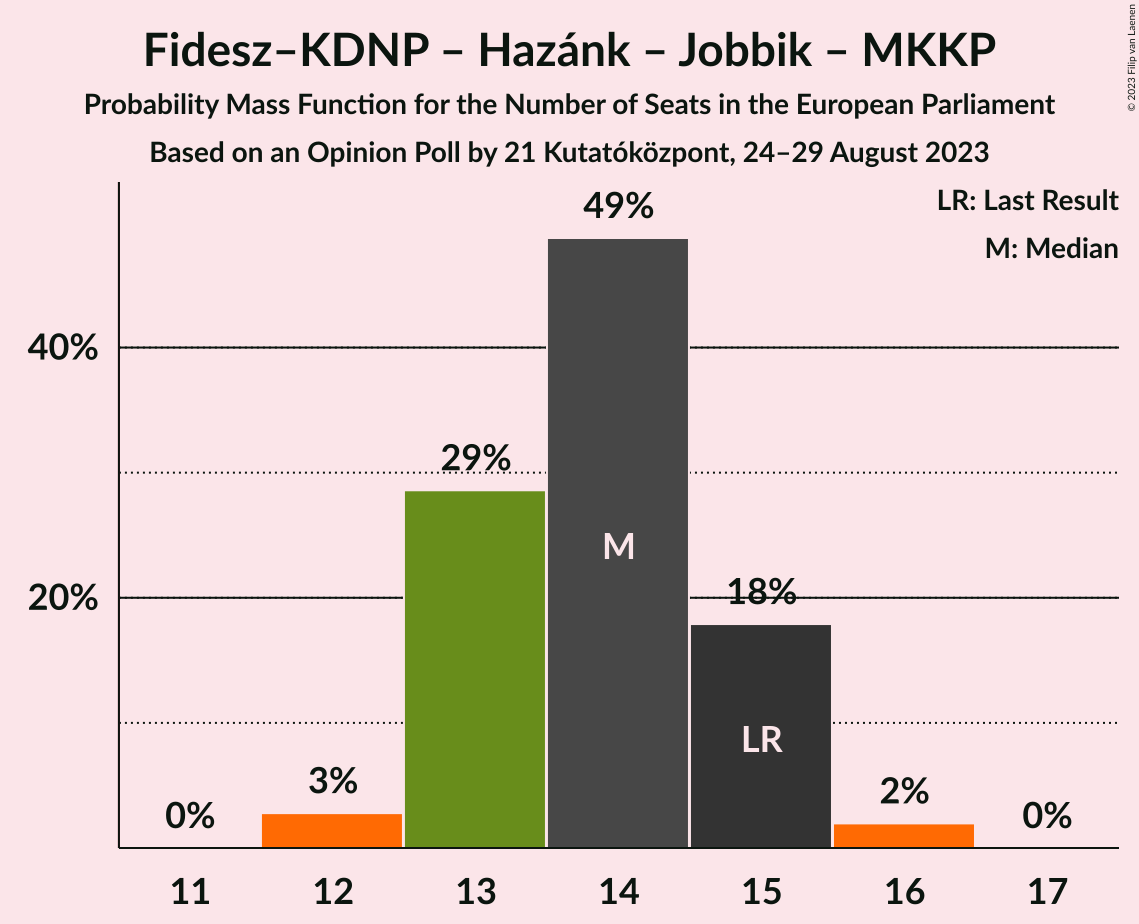 Fidesz–KDNP – Hazánk – Jobbik – MKKP
Probability Mass Function for the Number of Seats in the European Parliament
Based on an Opinion Poll by 21 Kutatóközpont, 24–29 August 2023
© 2023 Filip van Laenen
LR: Last Result
M: Median
49%
40%
29%
M
20%
18%
LR
3%
2%
0%
0%
11 12 13 14 15 16 17